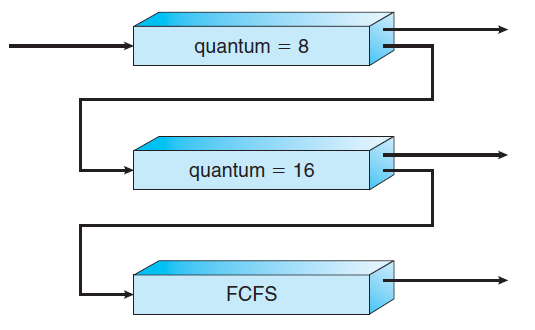 quantum = 8
quantum = 16
FCFS